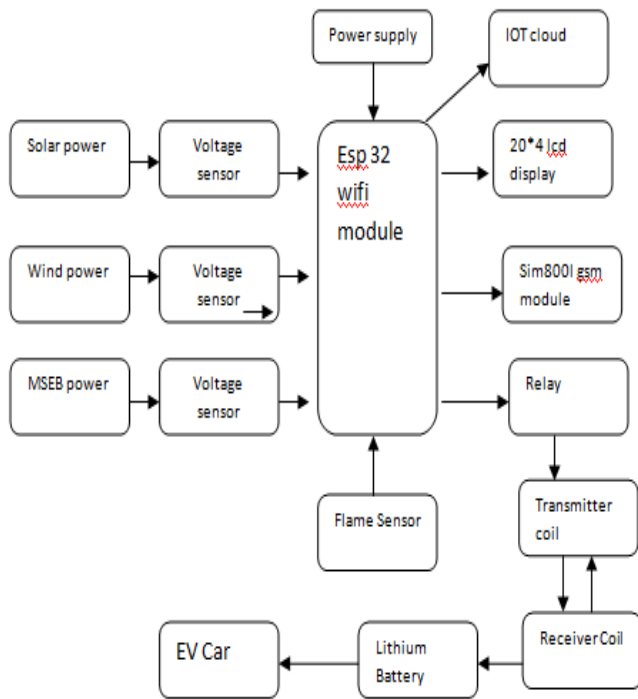 Power supply
IOT cloud
Solar power
Voltage
sensor
Esp 32
wifi
module
20*4 lcd
display
Wind power
Voltage
sensor
Sim800l gsm
module
MSEB power
Voltage
sensor
Relay
Flame Sensor
Transmitter
coil
EV Car
Lithium
Battery
Receiver Coil